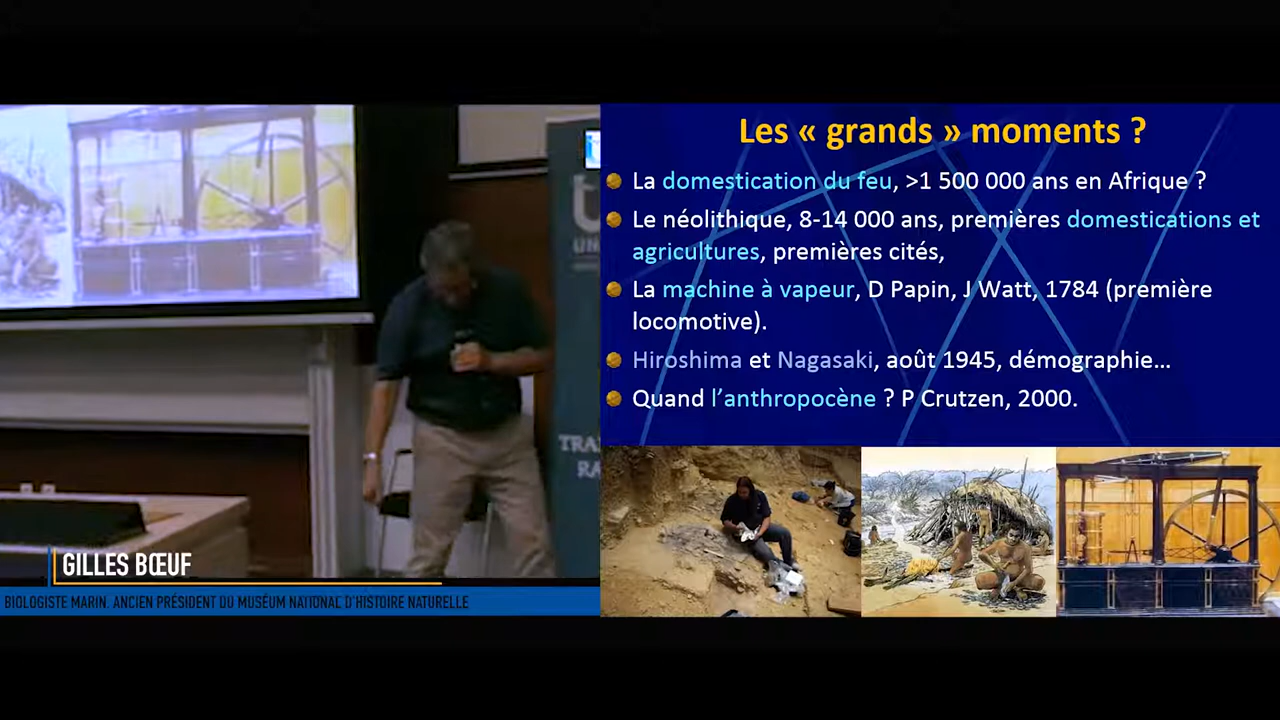 Les « grands » moments ?
La domestication du feu, >1 500 000 ans en Afrique ?
Le néolithique, 8-14 000 ans, premières domestications et
agricultures, premières cités,
La machine à vapeur, D Papin, J Watt, 1784 (première
locomotive).
Hiroshima et Nagasaki, août 1945, démographie...
Quand l’anthropocène ? P Crutzen, 2000.
GILLES BŒUF
BIOLOGISTE MARIN. ANCIEN PRÉSIDENT DU MUSÉUM NATIONAL D'HISTOIRE NATURELLE